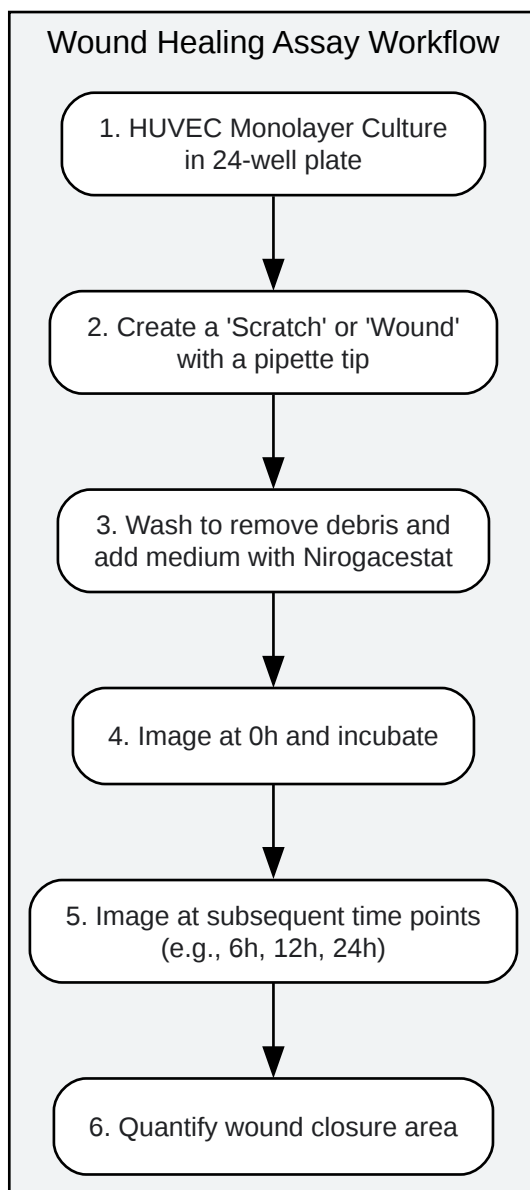 Wound Healing Assay Workflow
1. HUVEC Monolayer Culture
in 24-well plate
2. Create a 'Scratch' or 'Wound'
with a pipette tip
3. Wash to remove debris and
add medium with Nirogacestat
4. Image at 0h and incubate
5. Image at subsequent time points
(e.g., 6h, 12h, 24h)
6. Quantify wound closure area